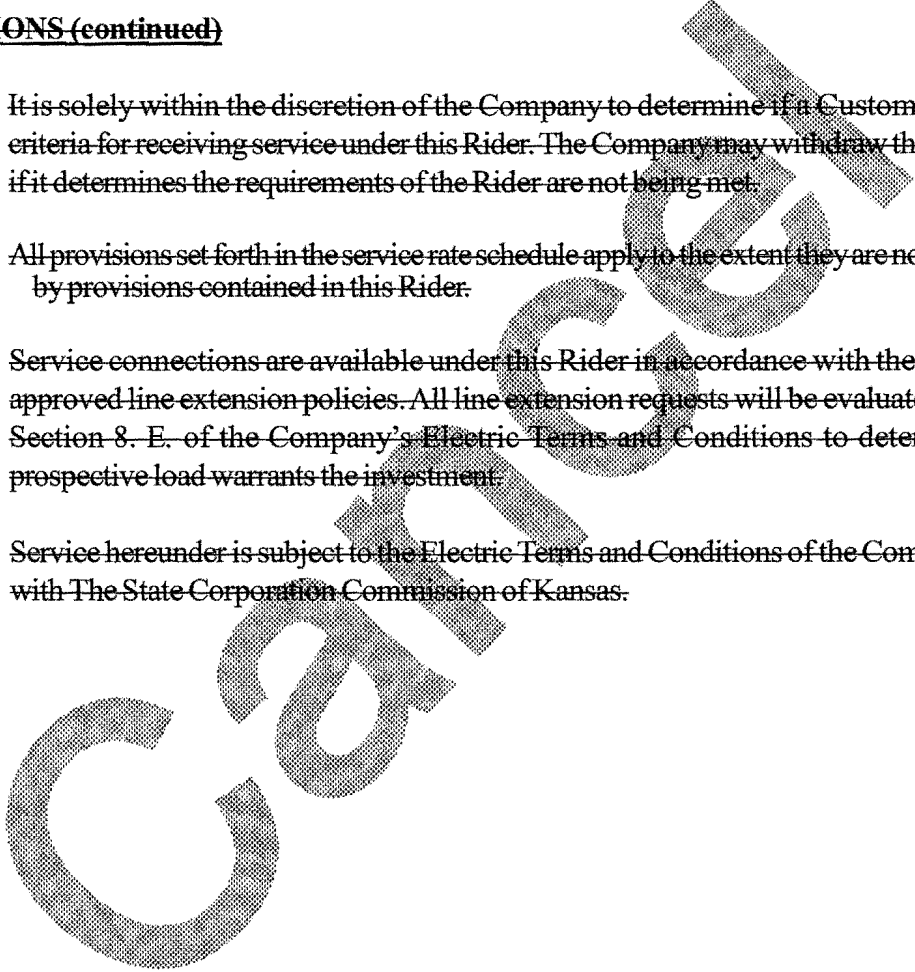 IONS (continued)
It is solely within the discretion of the Company to determine if a Custom
criteria for receiving service under this Rider. The Company may withdraw th
if it determines the requirements of the Rider are not being met.
All provisions set forth in the service rate schedule apply to the extent they are no
by provisions contained in this Rider.
Service connections are available under this Rider in accordance with the
approved line extension policies. All line extension requests will be evaluate
Section 8. E. of the Company's Electric Terms and Conditions to deter
prospective load warrants the investment.
Service hereunder is subject to the Electric Terms and Conditions of the Com
with The State Corporation Commission of Kansas.
Cancel